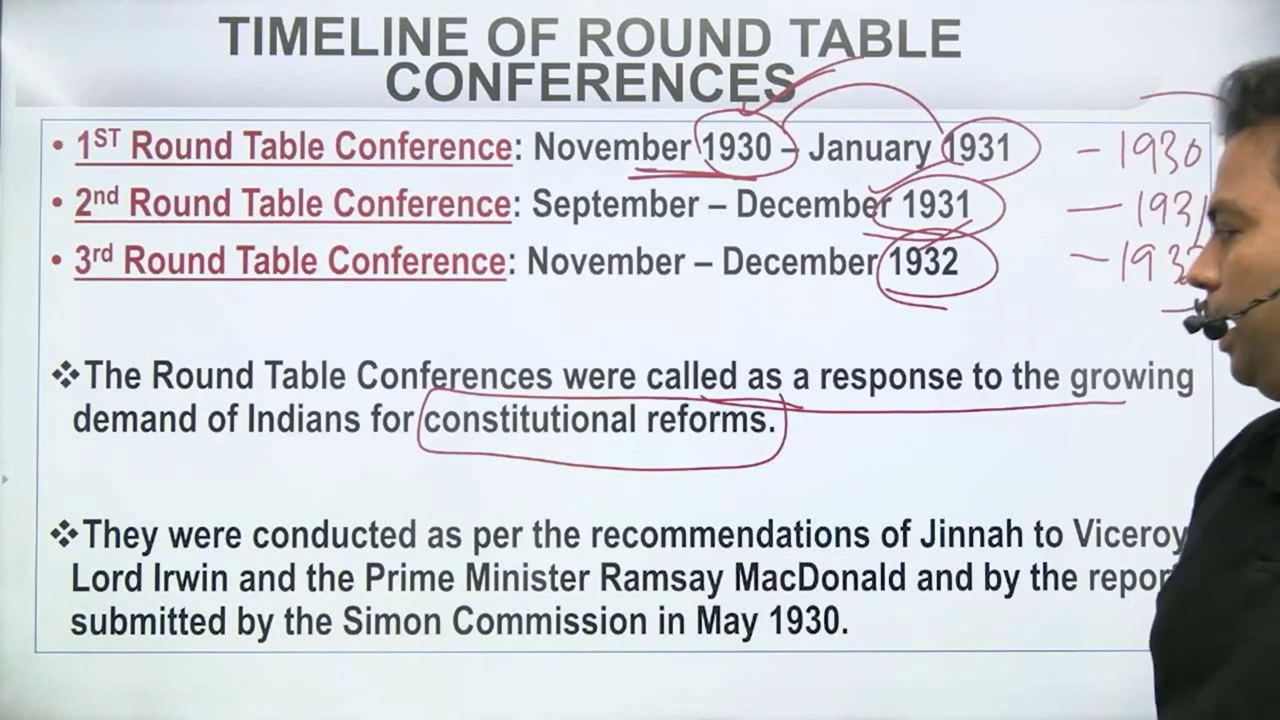 TIMELINE OF ROUND TABLE
CONFERENCES
• 1ST Round Table Conference: November 1930 – January 1931 - 1930
• 2nd Round Table Conference: September – December 1931 — 1931
• 3rd Round Table Conference: November – December 1932 - 1932
❖The Round Table Conferences were called as a response to the growing
demand of Indians for constitutional reforms.
❖They were conducted as per the recommendations of Jinnah to Viceroy
Lord Irwin and the Prime Minister Ramsay MacDonald and by the report
submitted by the Simon Commission in May 1930.